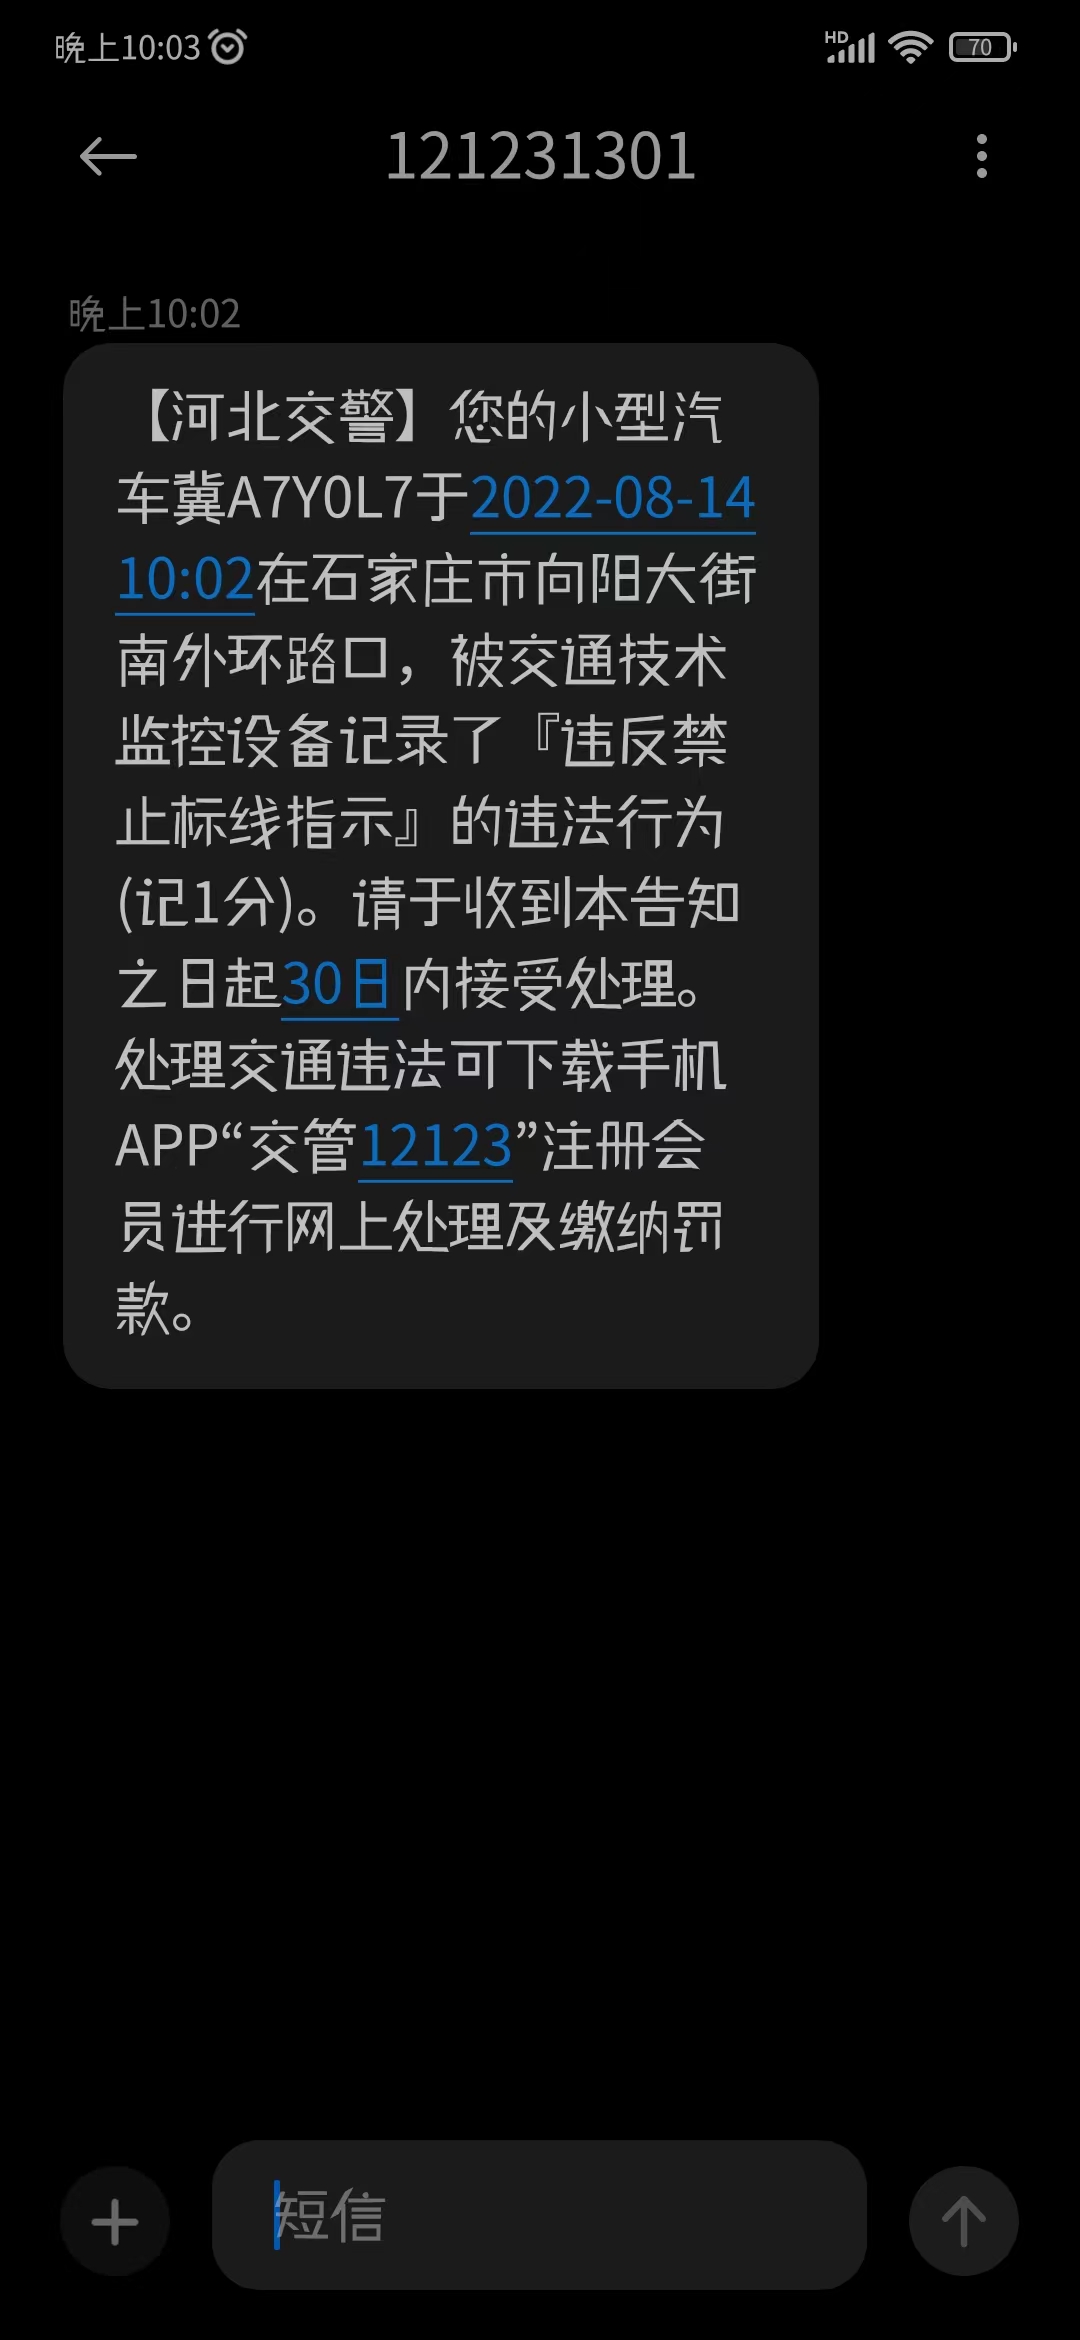 晚上10:03
HD
70
121231301
晚上10:02
【河北交警】您的小型汽
车冀A7Y0L7于2022-08-14
10:02在石家庄市向阳大街
南外环路口，被交通技术
监控设备记录了『违反禁
止标线指示』的违法行为
(记1分)。请于收到本告知
之日起30日内接受处理。
处理交通违法可下载手机
APP“交管12123”注册会
员进行网上处理及缴纳罚
款。
短信